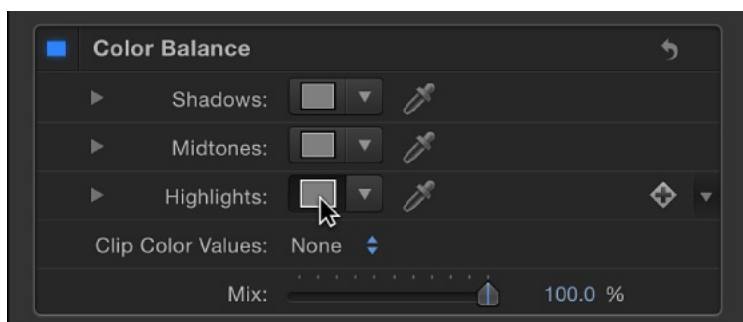 Color Balance
Shadows:
Midtones:
Highlights:
Clip Color Values: None
Mix: 100.0 %